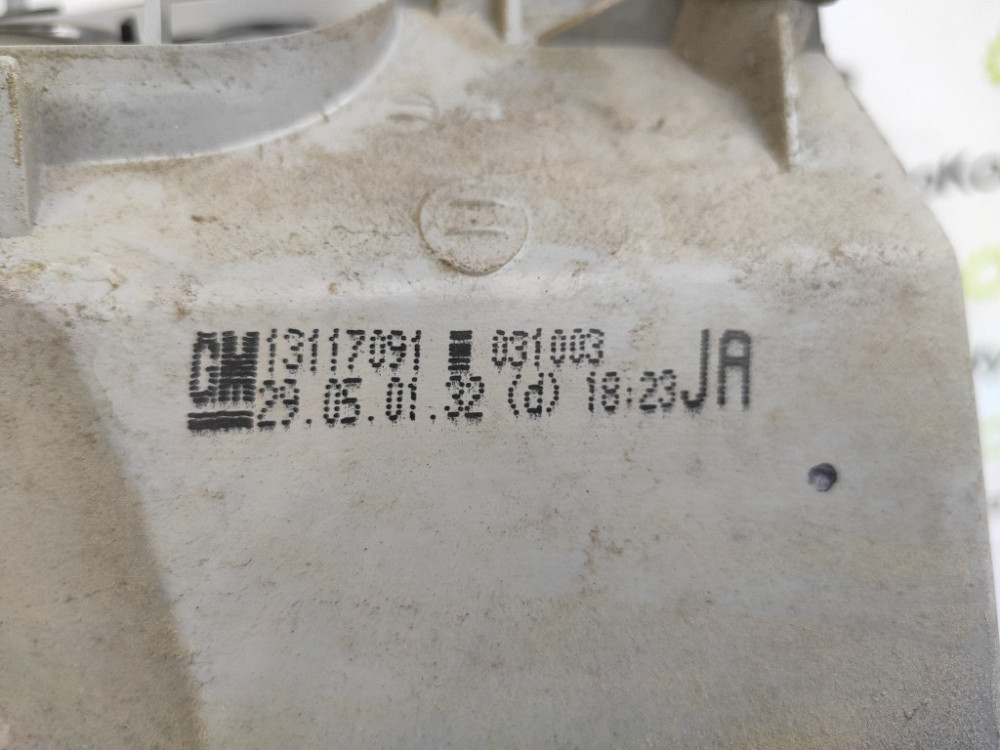 GM 13117091 031003 JA
29.05.01.32 (d) 18:23